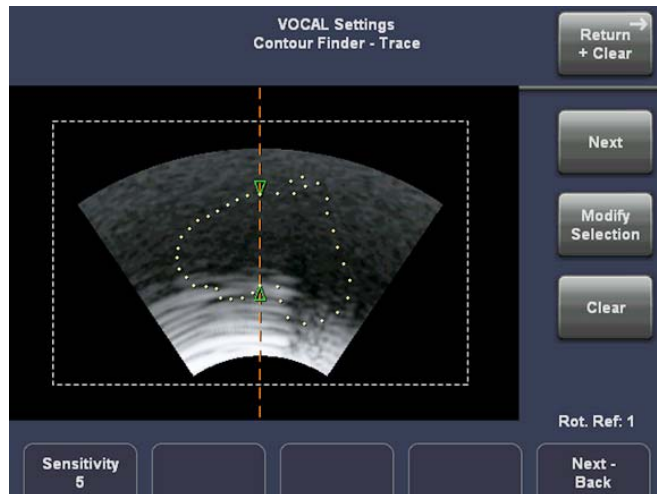 VOCAL Settings
Contour Finder - Trace
Return
+ Clear
Next
Modify
Selection
Clear
Rot. Ref: 1
Sensitivity
5
Next -
Back